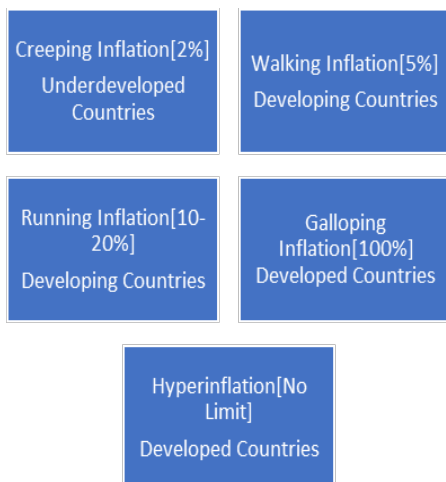 Creeping Inflation[2%]
Underdeveloped
Countries
Walking Inflation[5%]
Developing Countries
Running Inflation[10-
20%]
Developing Countries
Galloping
Inflation[100%]
Developed Countries
Hyperinflation[No
Limit]
Developed Countries